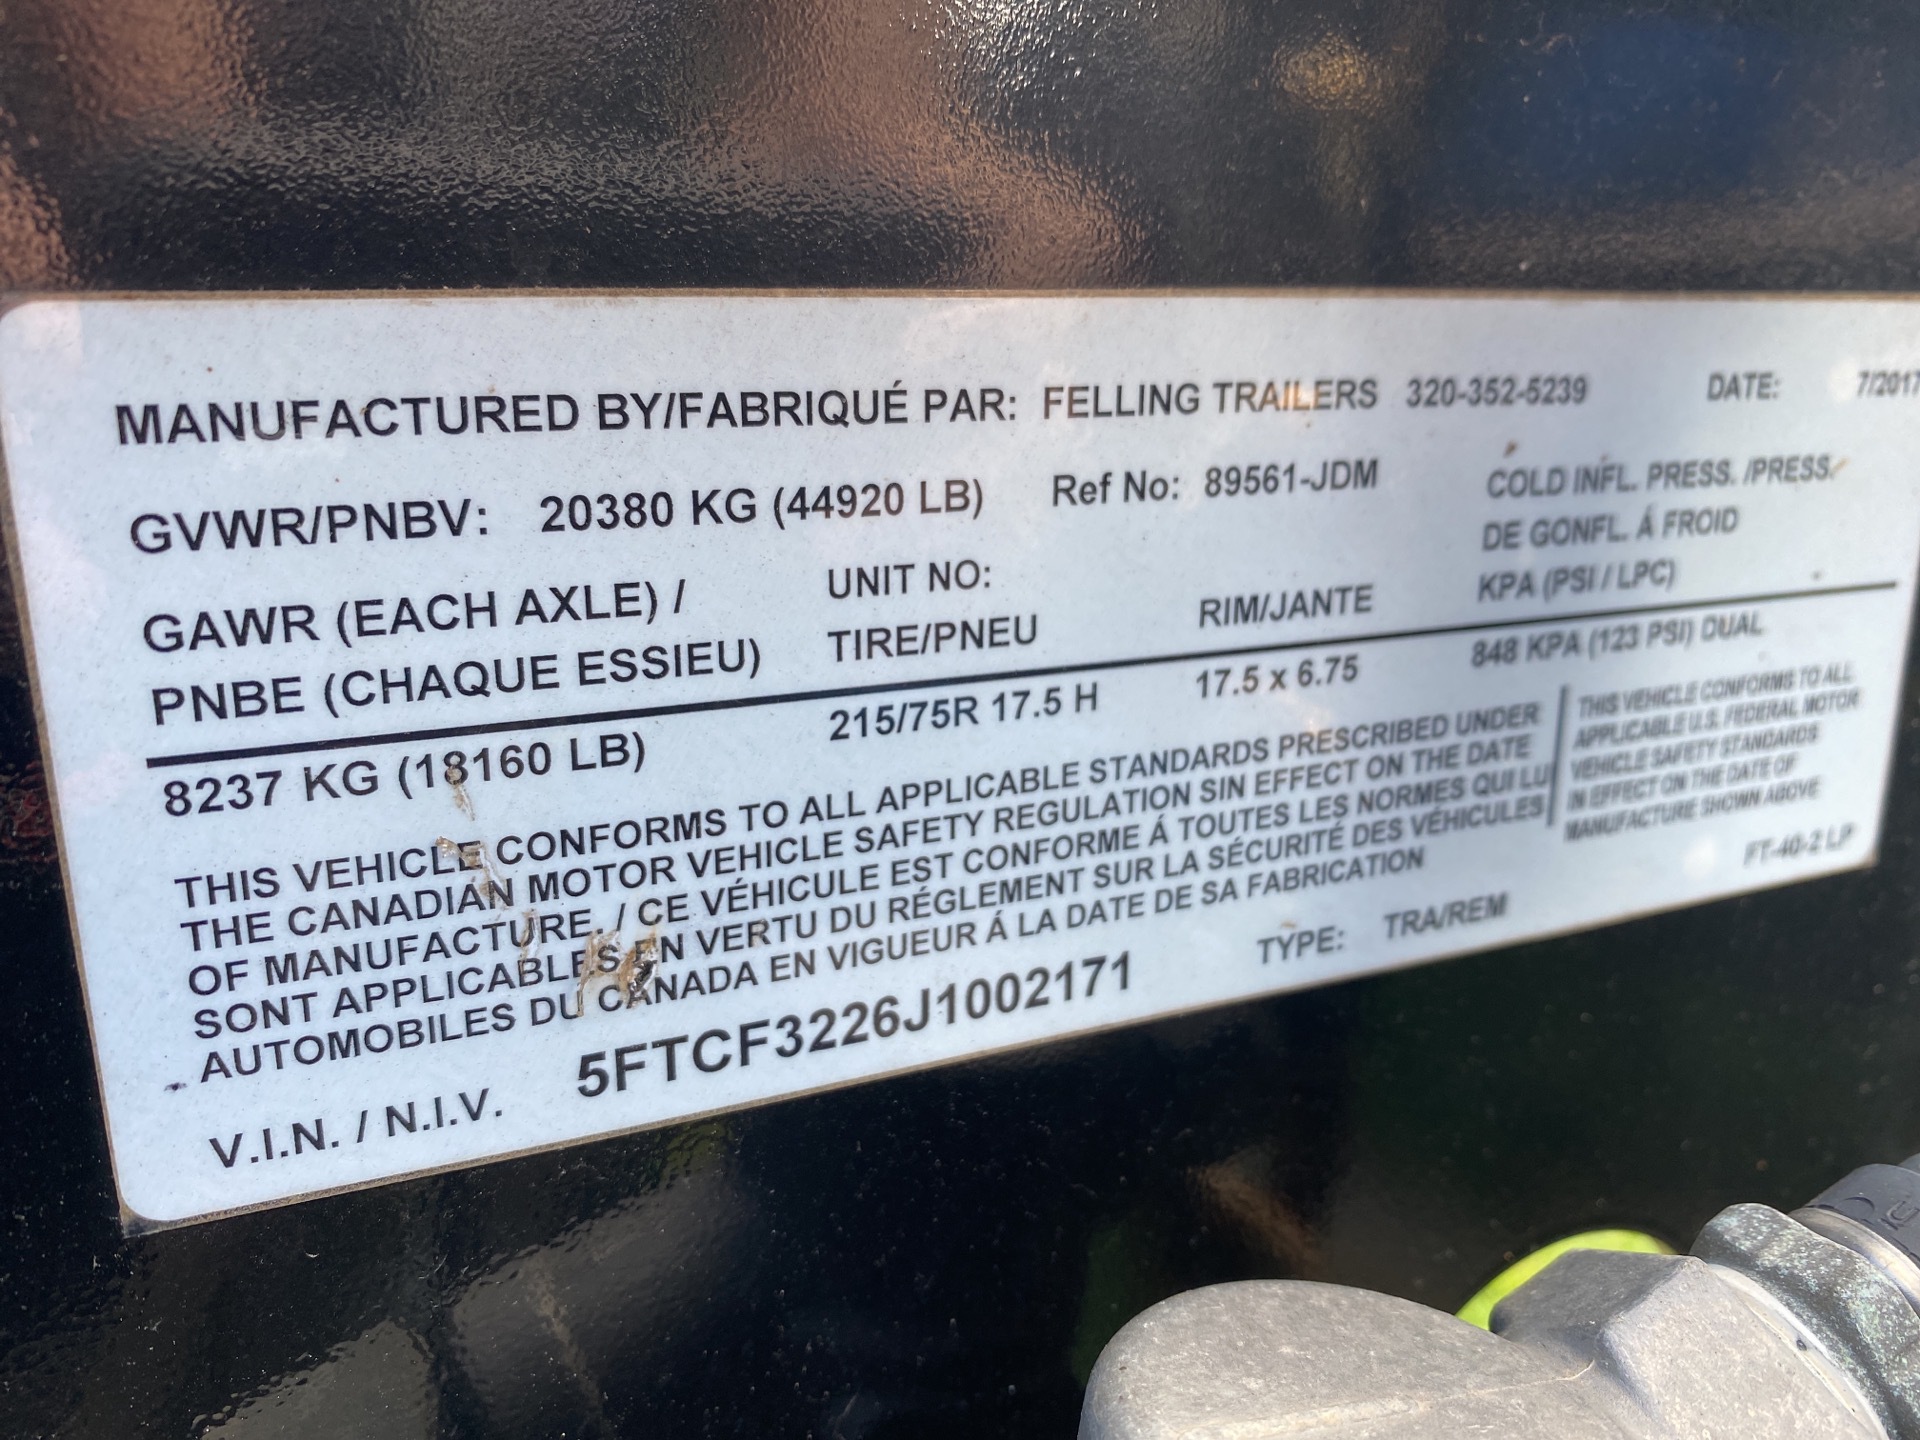 MANUFACTURED BY/FABRIQUÉ PAR: FELLING TRAILERS 320-352-5239 DATE: 7/2017
GVWR/PNBV: 20380 KG (44920 LB) Ref No: 89561-JDM
COLD INFL. PRESS. /PRESS.
DE GONFL. Á FROID
KPA (PSI / LPC)
GAWR (EACH AXLE) /
PNBE (CHAQUE ESSIEU)
UNIT NO:
TIRE/PNEU
RIM/JANTE
8237 KG (18160 LB) 215/75R 17.5 H 17.5 x 6.75 848 KPA (123 PSI) DUAL
THIS VEHICLE CONFORMS TO ALL APPLICABLE STANDARDS PRESCRIBED UNDER
THE CANADIAN MOTOR VEHICLE SAFETY REGULATION SIN EFFECT ON THE DATE
OF MANUFACTURE. / CE VÉHICULE EST CONFORME Á TOUTES LES NORMES QUI LU
SONT APPLICABLES EN VERTU DU RÉGLEMENT SUR LA SÉCURITÉ DES VÉHICULES
AUTOMOBILES DU CANADA EN VIGUEUR Á LA DATE DE SA FABRICATION
THIS VEHICLE CONFORMS TO ALL
APPLICABLE U.S. FEDERAL MOTOR
VEHICLE SAFETY STANDARDS
IN EFFECT ON THE DATE OF
MANUFACTURE SHOWN ABOVE
FT-40-2 LP
V.I.N. / N.I.V. 5FTCF3226J1002171 TYPE: TRA/REM